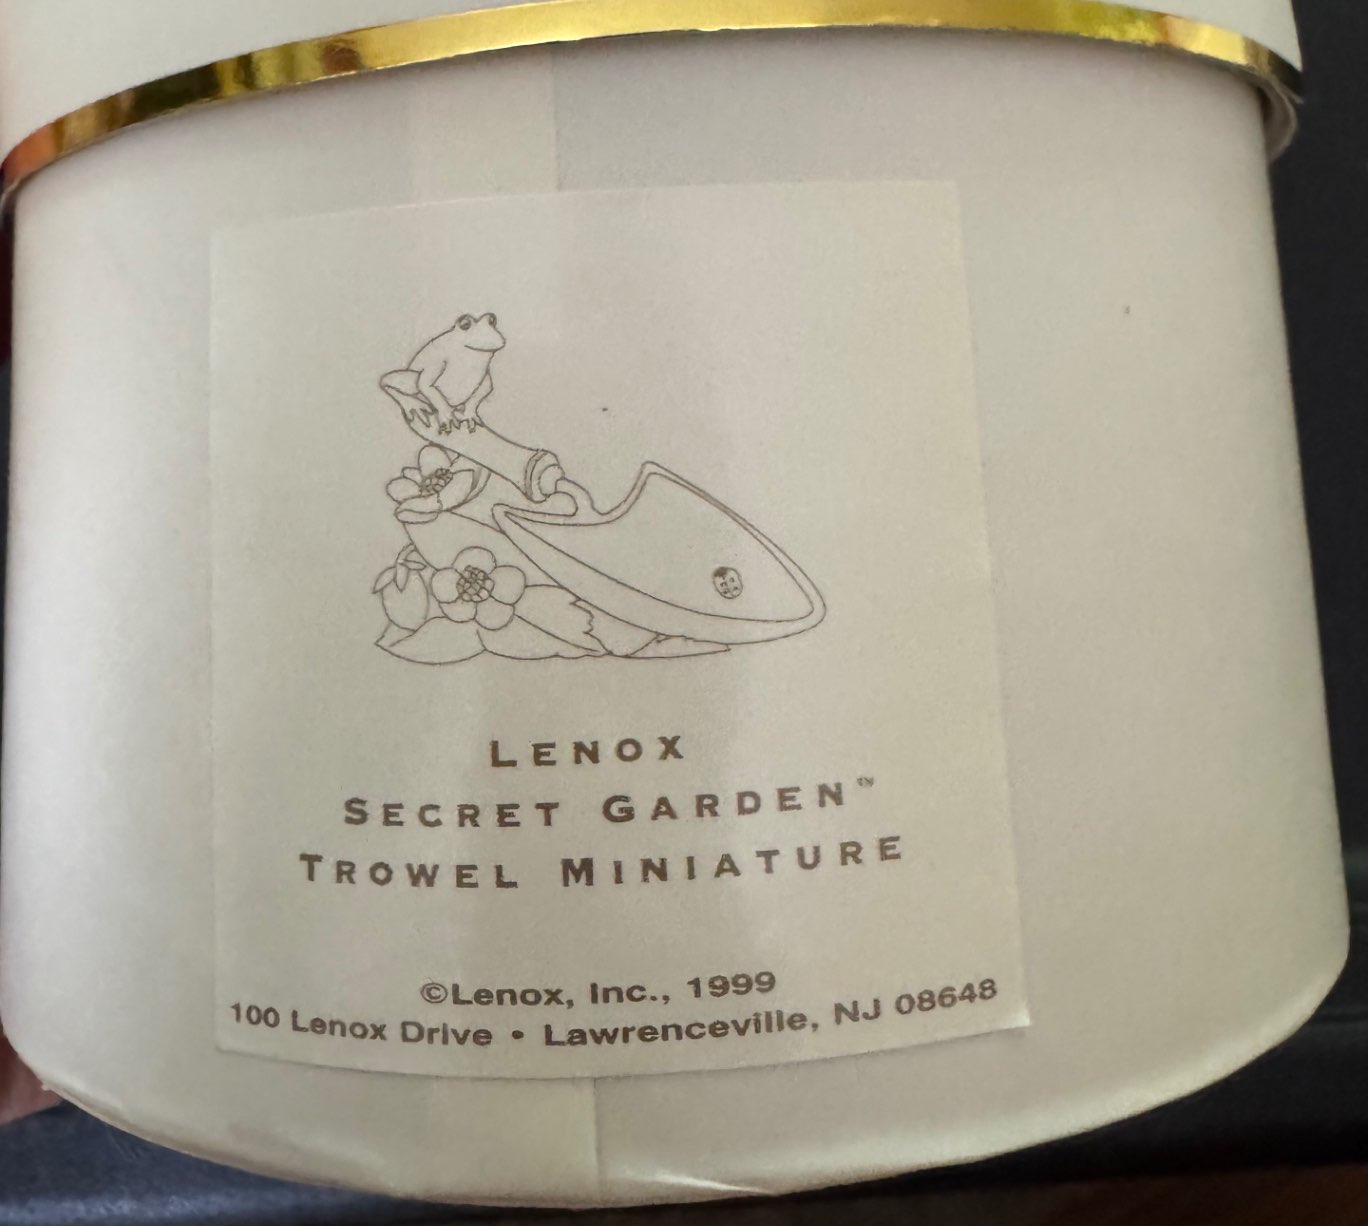 LENOX
SECRET GARDEN™
TROWEL MINIATURE
©Lenox, Inc., 1999
100 Lenox Drive • Lawrenceville, NJ 08648